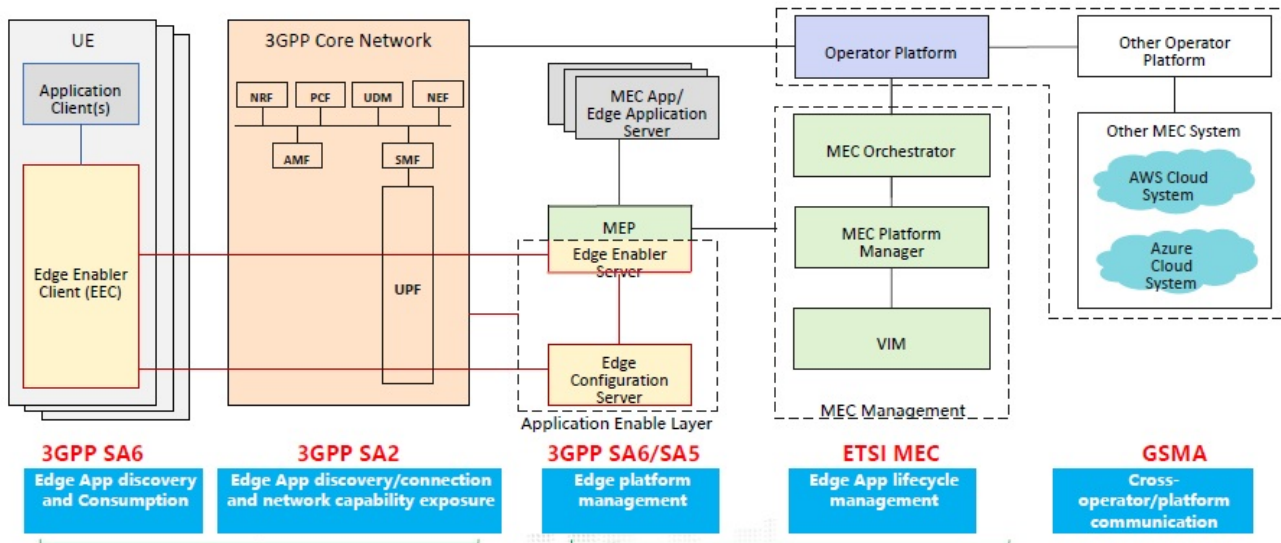 UE
Application
Client(s)
Edge Enabler
Client (EEC)
3GPP Core Network
NRF
PCF
UDM
NEF
AMF
SMF
UPF
MEC App/
Edge Application
Server
MEP
Edge Enabler
Server
Edge
Configuration
Server
Application Enable Layer
Operator Platform
MEC Orchestrator
MEC Platform
Manager
VIM
MEC Management
Other Operator
Platform
Other MEC System
AWS Cloud
System
Azure
Cloud
System
3GPP SA6
Edge App discovery
and Consumption
3GPP SA2
Edge App discovery/connection
and network capability exposure
3GPP SA6/SA5
Edge platform
management
ETSI MEC
Edge App lifecycle
management
GSMA
Cross-
operator/platform
communication